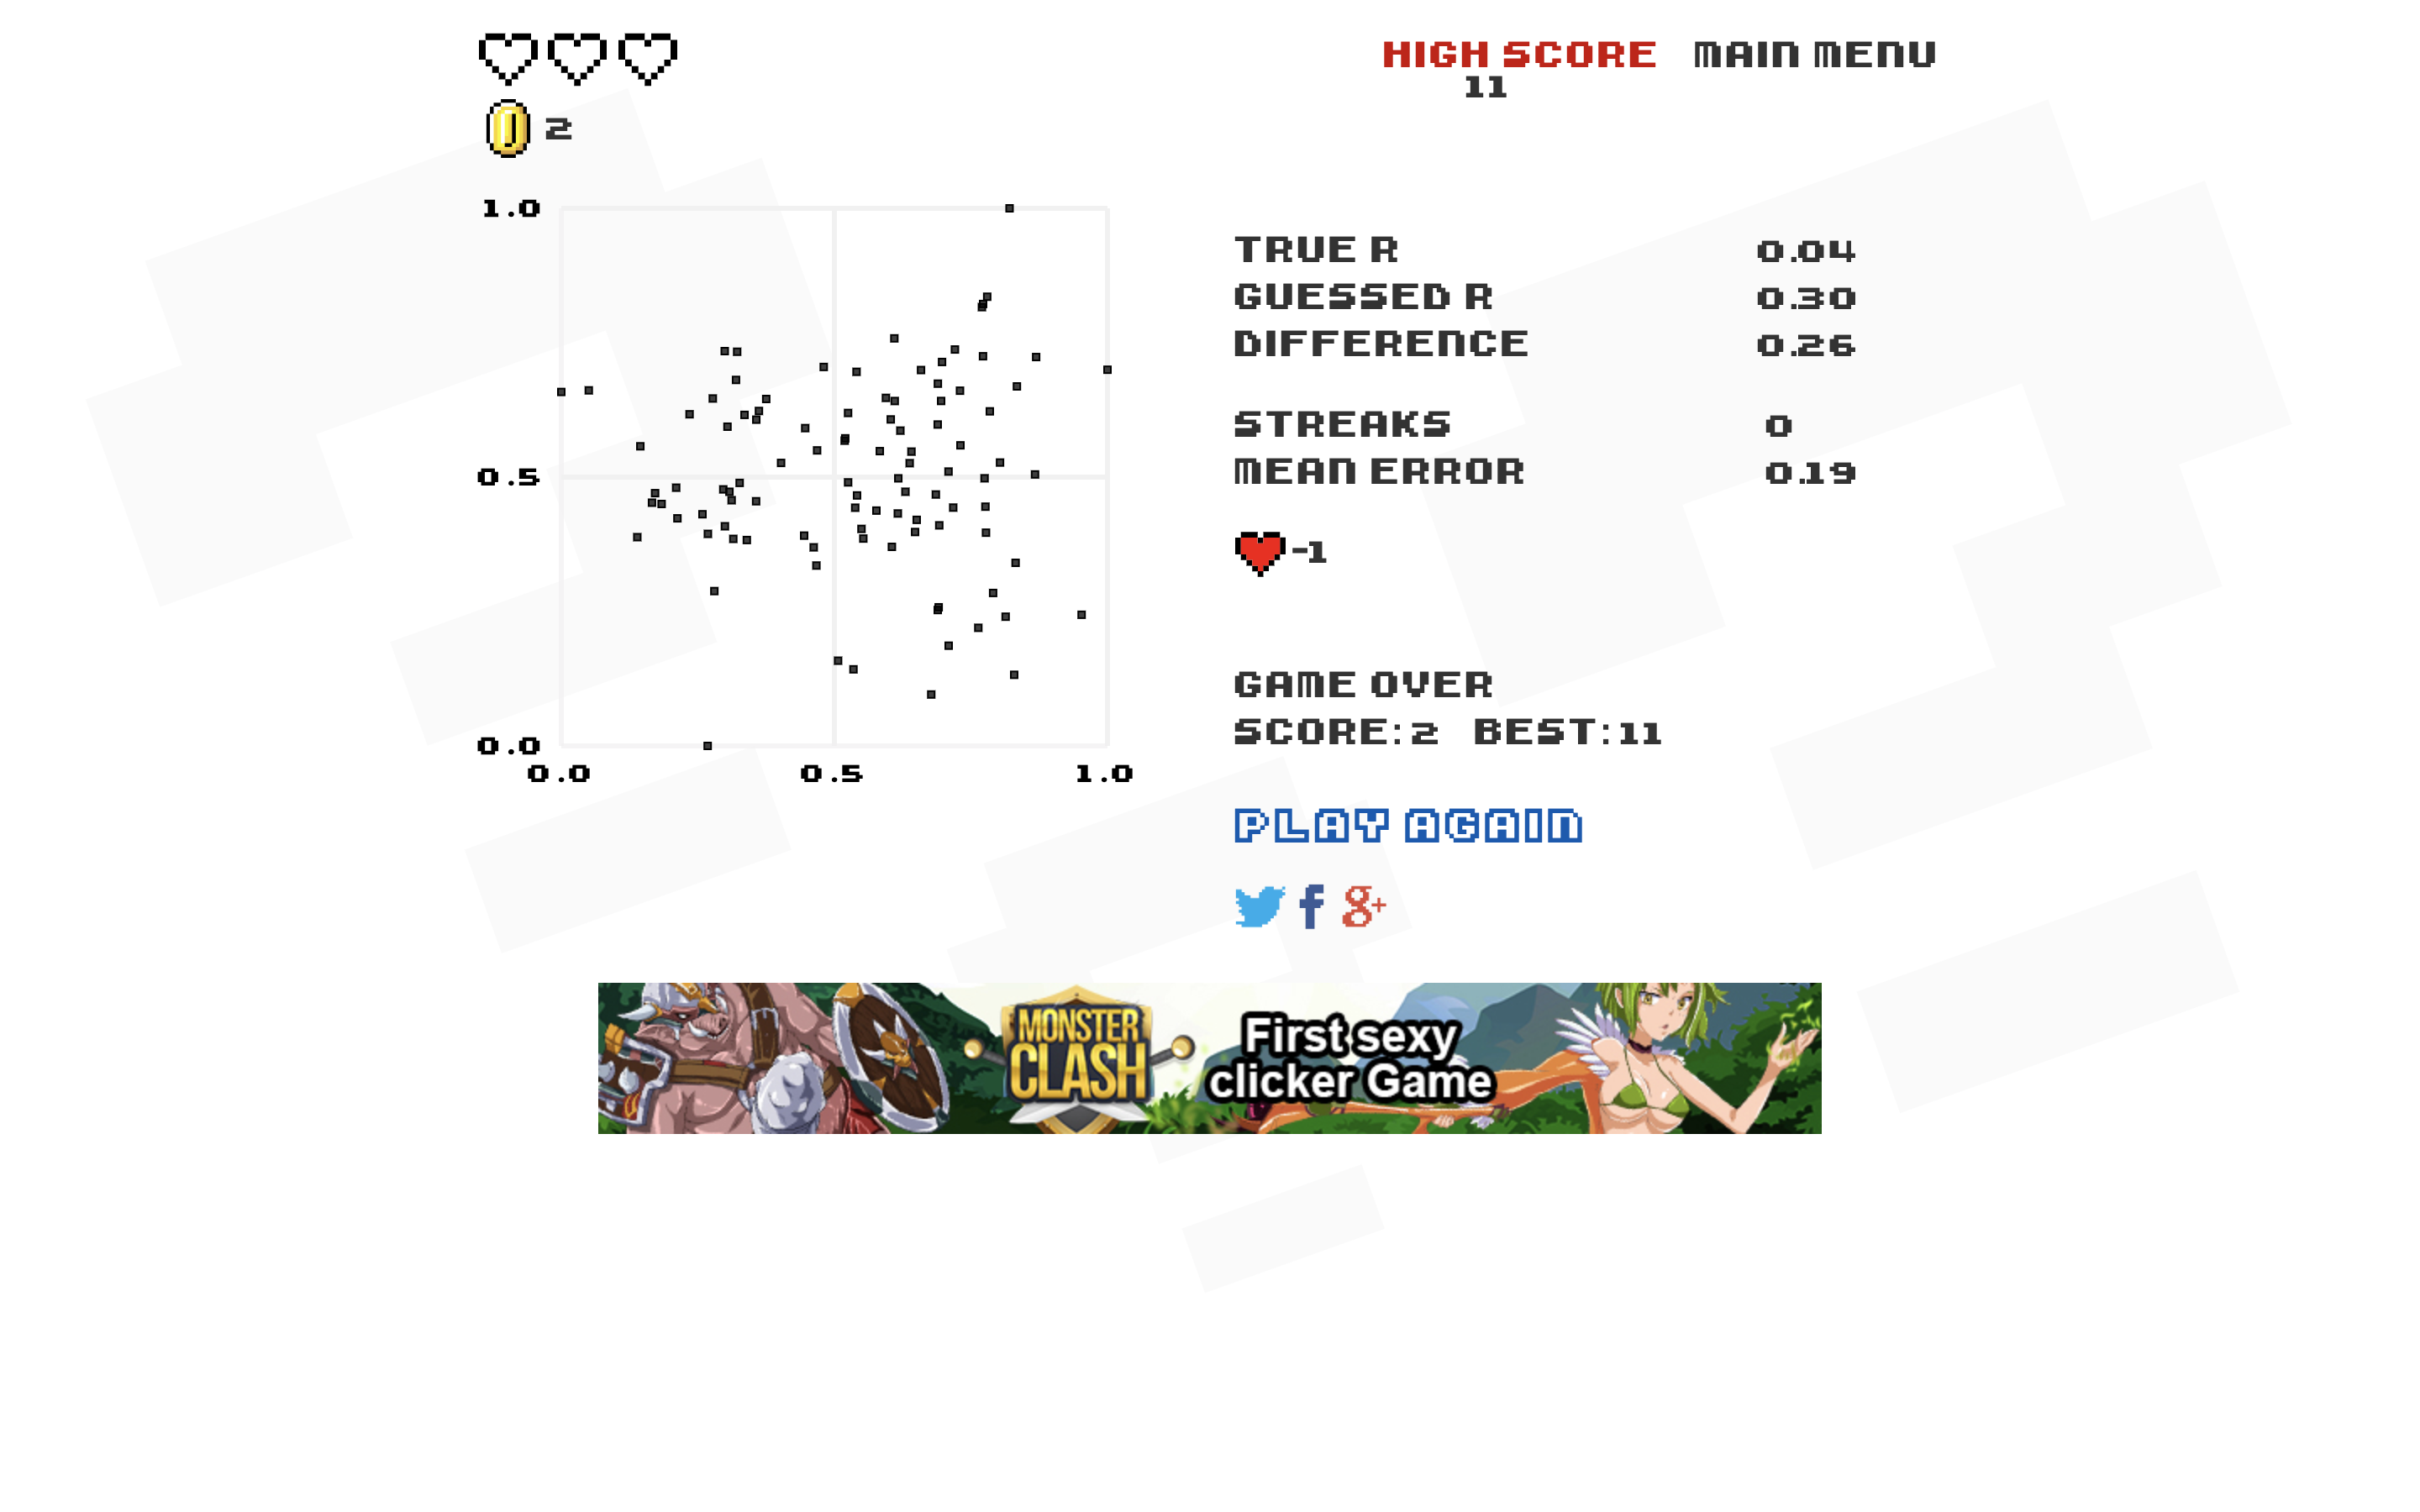 HIGH SCORE MAIN MENU
11
2
1.0
0.5
0.0
0.0 0.5 1.0
TRUE R 0.04
GUESSED R 0.30
DIFFERENCE 0.26
STREAKS 0
MEAN ERROR 0.19
-1
GAME OVER
SCORE:2 BEST:11
PLAY AGAIN
f g+
MONSTER
CLASH
First sexy
clicker Game